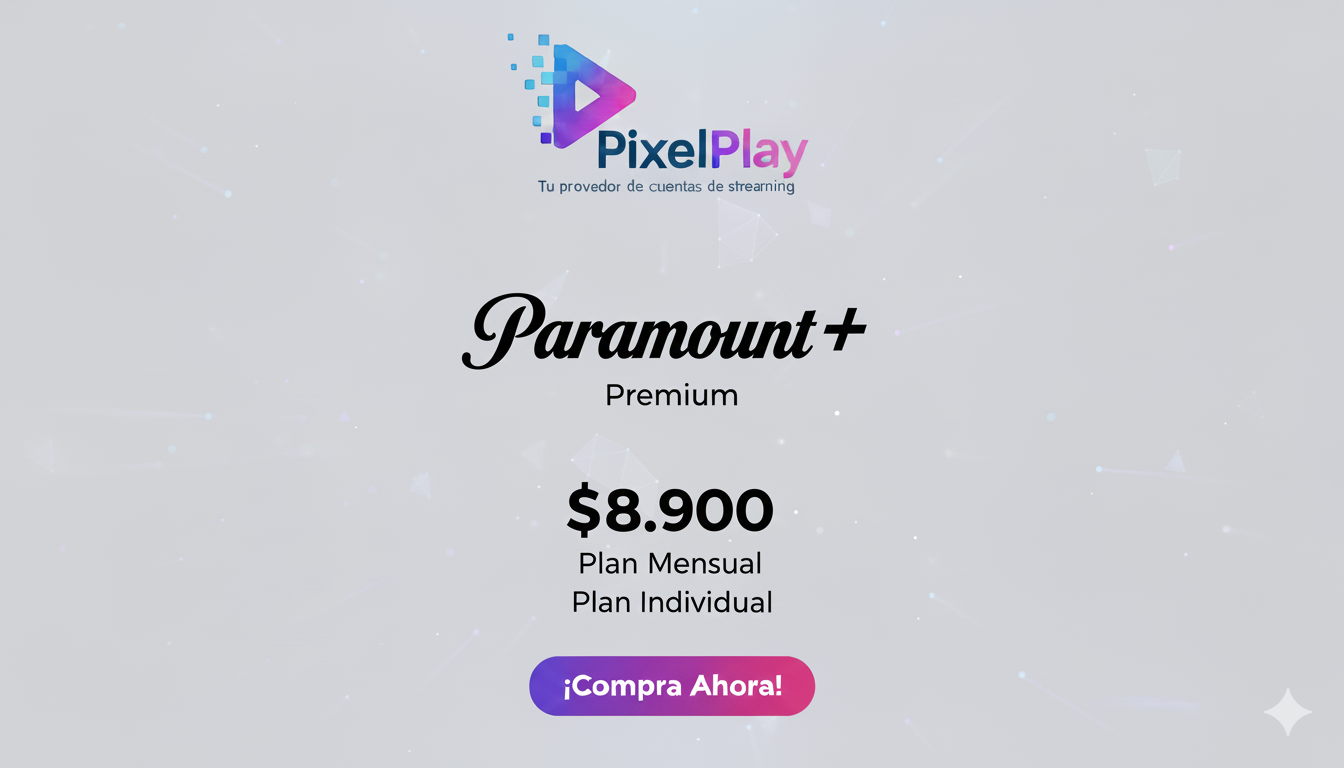 PixelPlay
Tu provedor de cuentas de streaming
Paramount+
Premium
$8.900
Plan Mensual
Plan Individual
¡Compra Ahora!